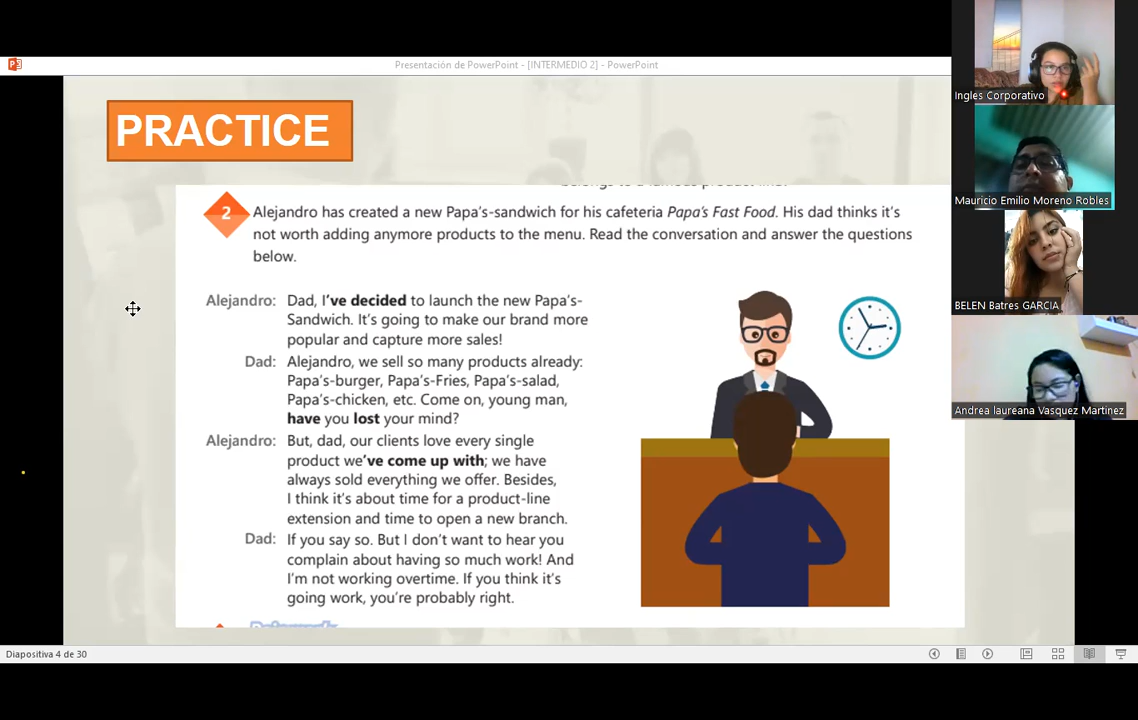 Presentación de PowerPoint - [INTERMEDIO 2] - PowerPoint
PRACTICE
2
Alejandro has created a new Papa's-sandwich for his cafeteria Papa's Fast Food. His dad thinks it's
not worth adding anymore products to the menu. Read the conversation and answer the questions
below.
Alejandro: Dad, I've decided to launch the new Papa's-
Sandwich. It's going to make our brand more
popular and capture more sales!
Dad: Alejandro, we sell so many products already:
Papa's-burger, Papa's-Fries, Papa's-salad,
Papa's-chicken, etc. Come on, young man,
have you lost your mind?
Alejandro: But, dad, our clients love every single
product we've come up with; we have
always sold everything we offer. Besides,
I think it's about time for a product-line
extension and time to open a new branch.
Dad: If you say so. But I don't want to hear you
complain about having so much work! And
I'm not working overtime. If you think it's
going work, you're probably right.
Diapositiva 4 de 30
Ingles Corporativo
Mauricio Emilio Moreno Robles
BELEN Batres GARCIA
Andrea laureana Vasquez Martinez